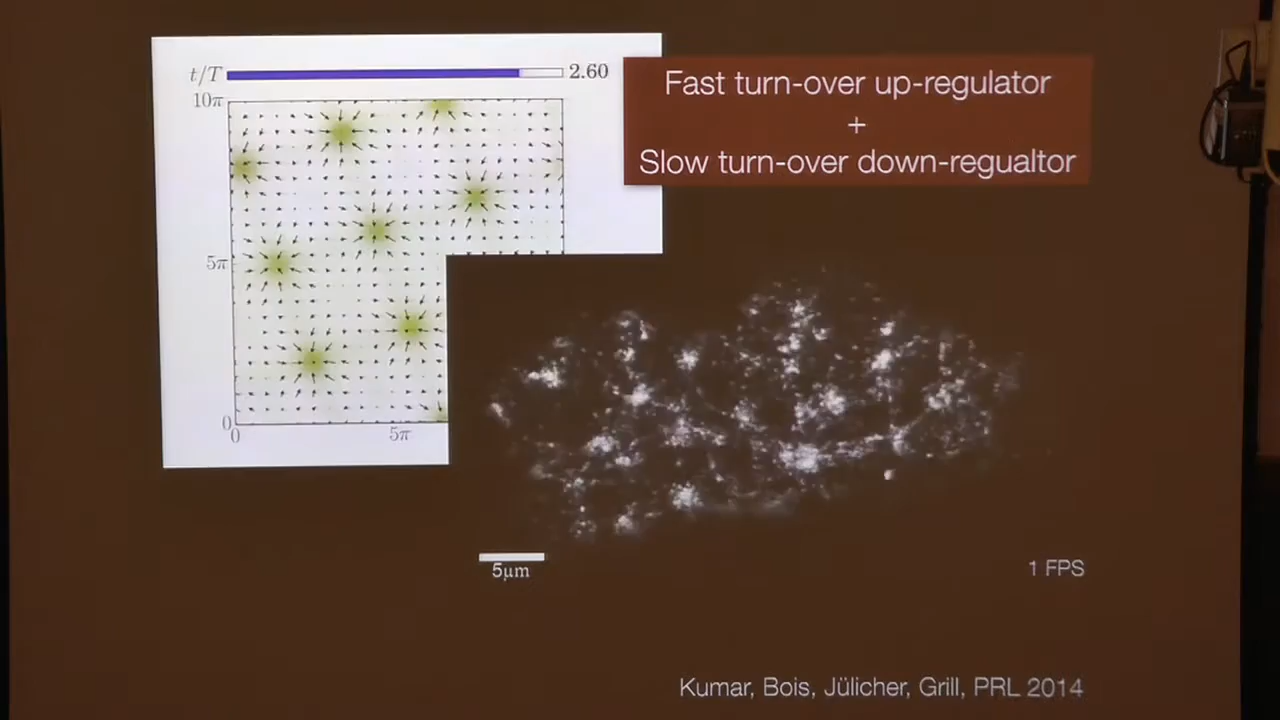 t/T 2.60
10π
5π
0
0 5π
Fast turn-over up-regulator
+
Slow turn-over down-regualtor
5μm
1 FPS
Kumar, Bois, Jülicher, Grill, PRL 2014